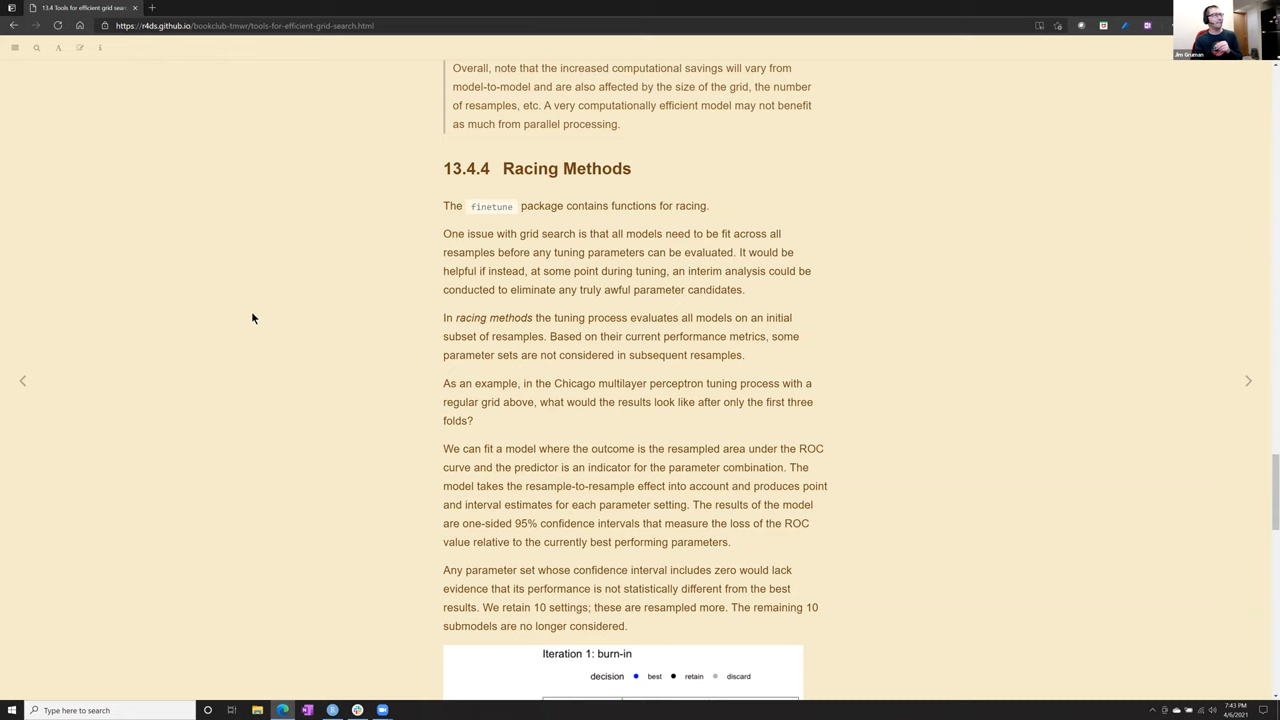 13.4 Tools for efficient grid sear
https://r4ds.github.io/bookclub-tmwr/tools-for-efficient-grid-search.html
Jim Gruman
Overall, note that the increased computational savings will vary from
model-to-model and are also affected by the size of the grid, the number
of resamples, etc. A very computationally efficient model may not benefit
as much from parallel processing.
13.4.4 Racing Methods
The finetune package contains functions for racing.
One issue with grid search is that all models need to be fit across all
resamples before any tuning parameters can be evaluated. It would be
helpful if instead, at some point during tuning, an interim analysis could be
conducted to eliminate any truly awful parameter candidates.
In racing methods the tuning process evaluates all models on an initial
subset of resamples. Based on their current performance metrics, some
parameter sets are not considered in subsequent resamples.
As an example, in the Chicago multilayer perceptron tuning process with a
regular grid above, what would the results look like after only the first three
folds?
We can fit a model where the outcome is the resampled area under the ROC
curve and the predictor is an indicator for the parameter combination. The
model takes the resample-to-resample effect into account and produces point
and interval estimates for each parameter setting. The results of the model
are one-sided 95% confidence intervals that measure the loss of the ROC
value relative to the currently best performing parameters.
Any parameter set whose confidence interval includes zero would lack
evidence that its performance is not statistically different from the best
results. We retain 10 settings; these are resampled more. The remaining 10
submodels are no longer considered.
Iteration 1: burn-in
decision best retain discard
Type here to search
7:43 PM
4/6/2021